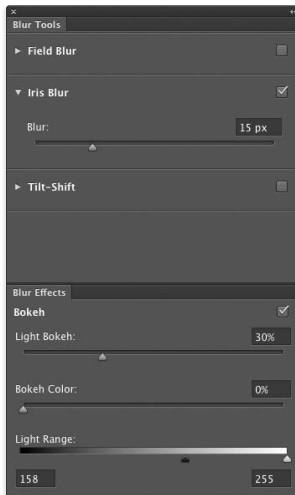 Blur Tools
Field Blur
Iris Blur
Blur: 15 px
Tilt-Shift
Blur Effects
Bokeh
Light Bokeh: 30%
Bokeh Color: 0%
Light Range:
158 255